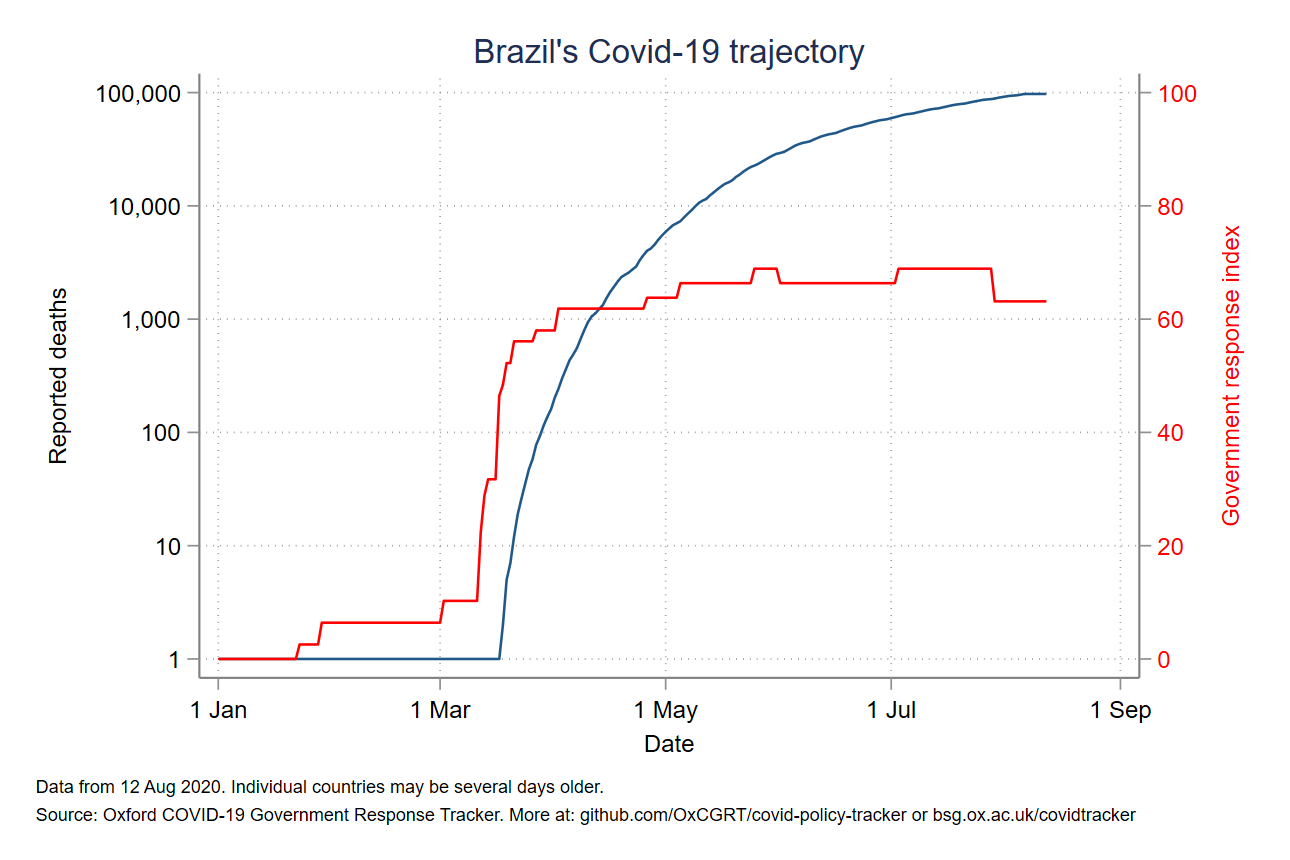 Brazil's Covid-19 trajectory
100,000
10,000
1,000
100
10
1
Reported deaths
100
80
60
40
20
0
Government response index
1 Jan
1 Mar
1 May
1 Jul
1 Sep
Date
Data from 12 Aug 2020. Individual countries may be several days older.
Source: Oxford COVID-19 Government Response Tracker. More at: github.com/OxCGRT/covid-policy-tracker or bsg.ox.ac.uk/covidtracker